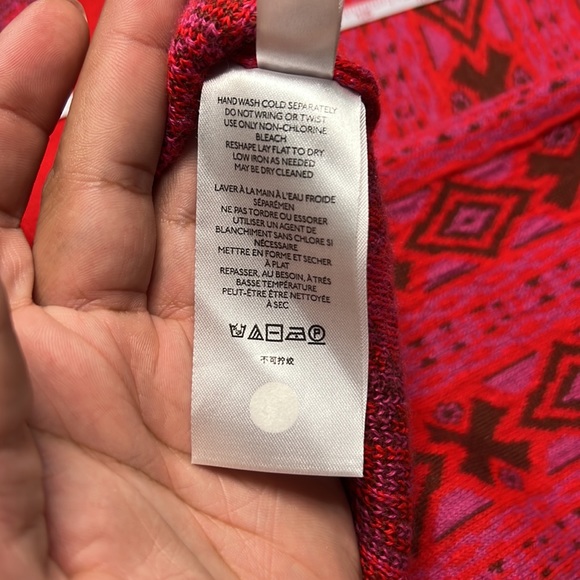 HAND WASH COLD SEPARATELY
DO NOT WRING OR TWIST
USE ONLY NON-CHLORINE
BLEACH
RESHAPE LAY FLAT TO DRY
LOW IRON AS NEEDED
MAY BE DRY CLEANED
LAVER À LA MAIN À L'EAU FROIDE
SÉPARÉMEN
NE PAS TORDRE OU ESSORER
UTILISER UN AGENT DE
BLANCHIMENT SANS CHLORE SI
NÉCESSAIRE
METTRE EN FORME ET SECHER
À PLAT
REPASSER, AU BESOIN, À TRÈS
BASSE TEMPÉRATURE
PEUT-ÊTRE ÊTRE NETTOYÉE
À SEC
P
不可拧绞